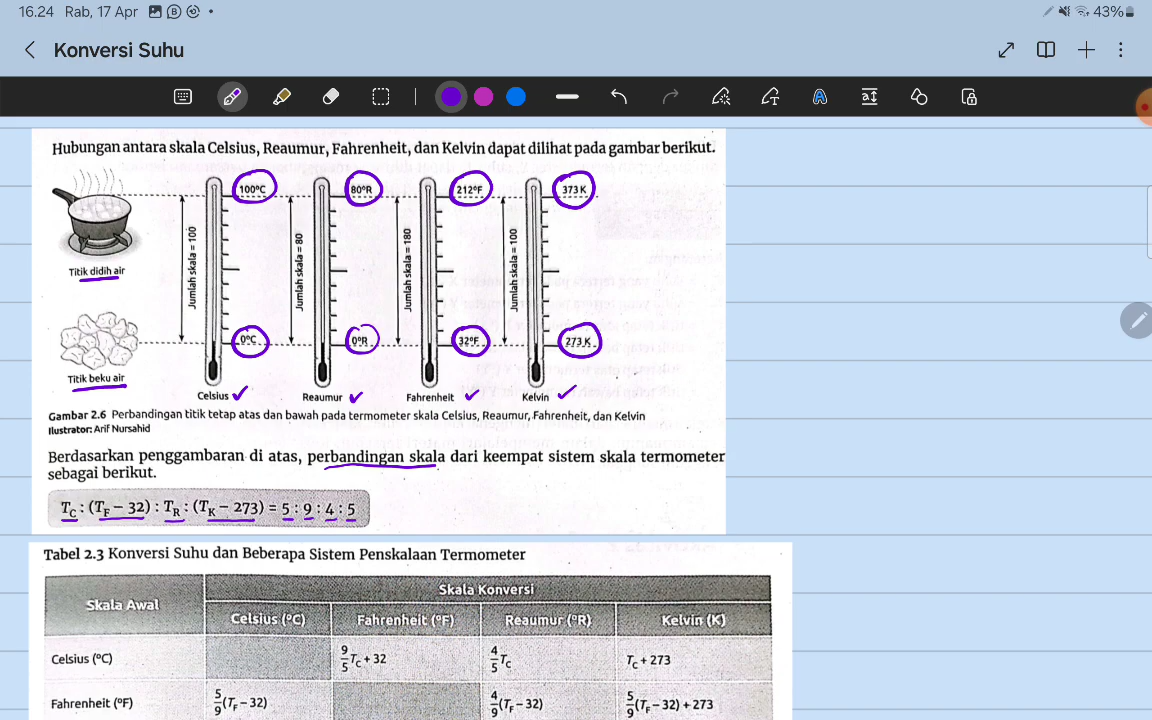 16.24 Rab, 17 Apr
43%
Konversi Suhu
Hubungan antara skala Celsius, Reaumur, Fahrenheit, dan Kelvin dapat dilihat pada gambar berikut.
100°C 80°R 212°F 373 K
Titik didih air
Jumlah skala = 100 Jumlah skala = 80 Jumlah skala = 180 Jumlah skala = 100
0°C 0°R 32°F 273 K
Titik beku air
Celsius Reaumur Fahrenheit Kelvin
Gambar 2.6 Perbandingan titik tetap atas dan bawah pada termometer skala Celsius, Reaumur, Fahrenheit, dan Kelvin
Ilustrator: Arif Nursahid
Berdasarkan penggambaran di atas, perbandingan skala dari keempat sistem skala termometer
sebagai berikut.
T_C : (T_F − 32) : T_R : (T_K − 273) = 5 : 9 : 4 : 5
Tabel 2.3 Konversi Suhu dan Beberapa Sistem Penskalaan Termometer
Skala Awal Skala Konversi
Celsius (°C) Fahrenheit (°F) Reaumur (°R) Kelvin (K)
Celsius (°C) 9/5 T_C + 32 4/5 T_C T_C + 273
Fahrenheit (°F) 5/9 (T_F − 32) 4/9 (T_F − 32) 5/9 (T_F − 32) + 273